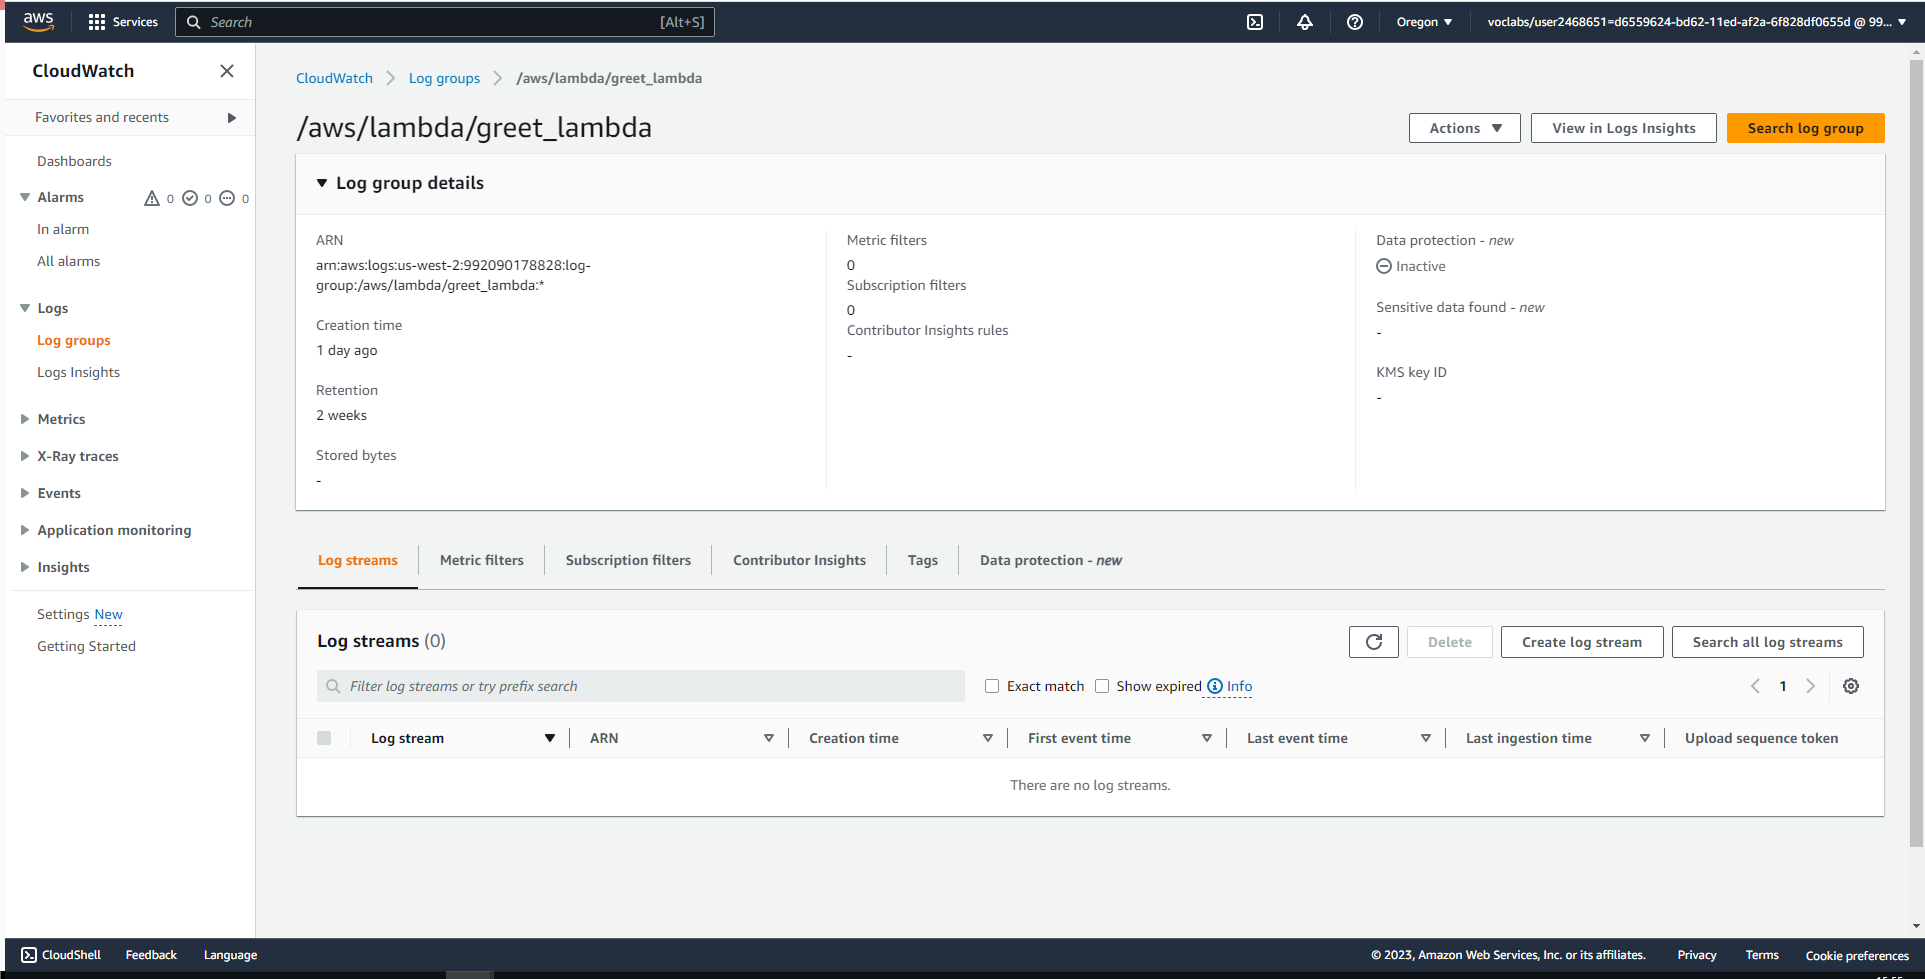 aws
Services
Search
[Alt+S]
Oregon
voclabs/user2468651=d6559624-bd62-11ed-af2a-6f828df0655d @ 99...
CloudWatch
Favorites and recents
Dashboards
Alarms
0
0
0
In alarm
All alarms
Logs
Log groups
Logs Insights
Metrics
X-Ray traces
Events
Application monitoring
Insights
Settings New
Getting Started
CloudWatch
Log groups
/aws/lambda/greet_lambda
/aws/lambda/greet_lambda
Actions
View in Logs Insights
Search log group
Log group details
ARN
arn:aws:logs:us-west-2:992090178828:log-
group:/aws/lambda/greet_lambda:*
Creation time
1 day ago
Retention
2 weeks
Stored bytes
-
Metric filters
0
Subscription filters
0
Contributor Insights rules
-
Data protection - new
Inactive
Sensitive data found - new
-
KMS key ID
-
Log streams
Metric filters
Subscription filters
Contributor Insights
Tags
Data protection - new
Log streams (0)
Delete
Create log stream
Search all log streams
Filter log streams or try prefix search
Exact match
Show expired
Info
1
Log stream
ARN
Creation time
First event time
Last event time
Last ingestion time
Upload sequence token
There are no log streams.
CloudShell
Feedback
Language
© 2023, Amazon Web Services, Inc. or its affiliates.
Privacy
Terms
Cookie preferences